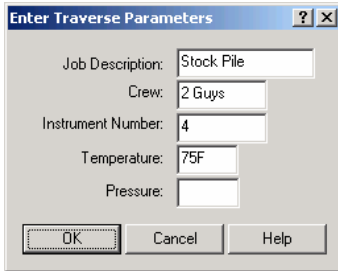 Enter Traverse Parameters ? ×
Job Description: Stock Pile
Crew: 2 Guys
Instrument Number: 4
Temperature: 75F
Pressure:
OK Cancel Help